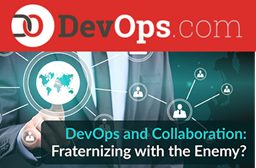 DevOps.com
DevOps and Collaboration:
Fraternizing with the Enemy?